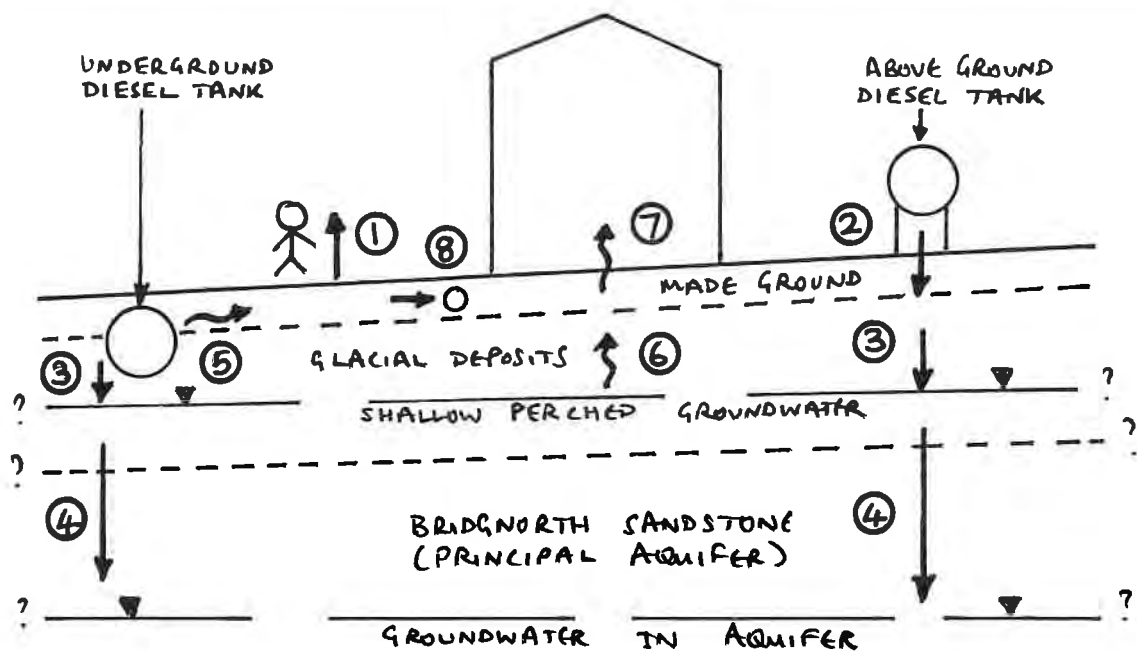 UNDERGROUND
DIESEL TANK
ABOVE GROUND
DIESEL TANK
1
8
7
2
MADE GROUND
3
5
GLACIAL DEPOSITS
6
3
?
?
SHALLOW PERCHED GROUNDWATER
?
?
4
BRIDGNORTH SANDSTONE
(PRINCIPAL AQUIFER)
4
?
?
GROUNDWATER IN AQUIFER